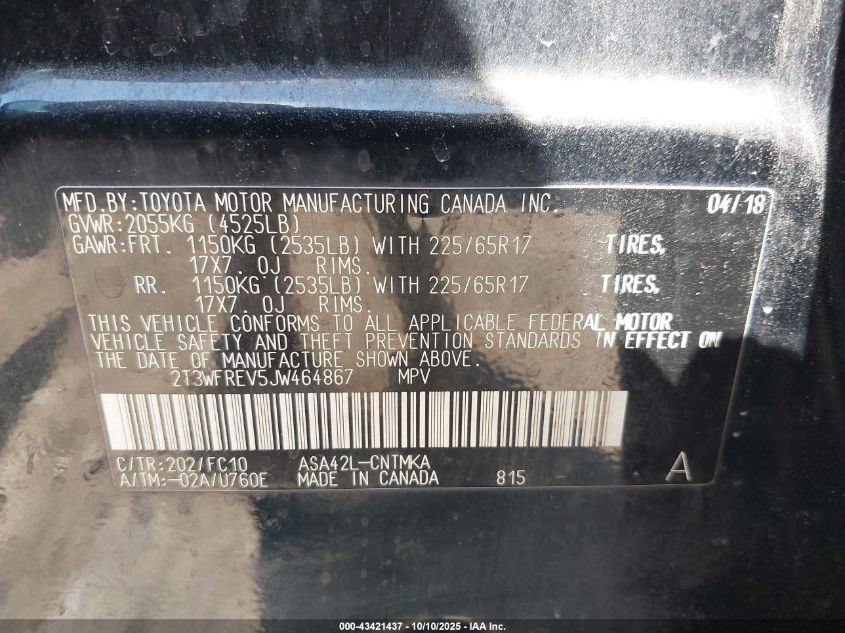 MFD.BY:TOYOTA MOTOR MANUFACTURING CANADA INC. 04/18
GVWR:2055KG (4525LB)
GAWR:FRT. 1150KG (2535LB) WITH 225/65R17 TIRES,
17X7.0J RIMS.
RR. 1150KG (2535LB) WITH 225/65R17 TIRES,
17X7.0J RIMS.
THIS VEHICLE CONFORMS TO ALL APPLICABLE FEDERAL MOTOR
VEHICLE SAFETY AND THEFT PREVENTION STANDARDS IN EFFECT ON
THE DATE OF MANUFACTURE SHOWN ABOVE.
2T3WFREV5JW464867 MPV
C/TR:202/FC10 ASA42L-CNTMKA
A/TM:-02A/U760E MADE IN CANADA 815 A
000-43421437 - 10/10/2025 - IAA Inc.